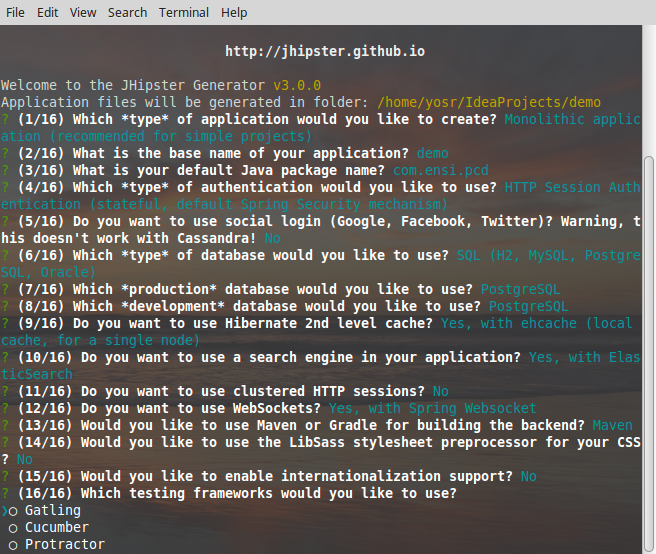 File Edit View Search Terminal Help
http://jhipster.github.io
Welcome to the JHipster Generator v3.0.0
Application files will be generated in folder: /home/yosr/IdeaProjects/demo
? (1/16) Which *type* of application would you like to create? Monolithic applic
ation (recommended for simple projects)
? (2/16) What is the base name of your application? demo
? (3/16) What is your default Java package name? com.ensi.pcd
? (4/16) Which *type* of authentication would you like to use? HTTP Session Auth
entication (stateful, default Spring Security mechanism)
? (5/16) Do you want to use social login (Google, Facebook, Twitter)? Warning, t
his doesn't work with Cassandra! No
? (6/16) Which *type* of database would you like to use? SQL (H2, MySQL, Postgre
SQL, Oracle)
? (7/16) Which *production* database would you like to use? PostgreSQL
? (8/16) Which *development* database would you like to use? PostgreSQL
? (9/16) Do you want to use Hibernate 2nd level cache? Yes, with ehcache (local
cache, for a single node)
? (10/16) Do you want to use a search engine in your application? Yes, with Elas
ticSearch
? (11/16) Do you want to use clustered HTTP sessions? No
? (12/16) Do you want to use WebSockets? Yes, with Spring Websocket
? (13/16) Would you like to use Maven or Gradle for building the backend? Maven
? (14/16) Would you like to use the LibSass stylesheet preprocessor for your CSS
? No
? (15/16) Would you like to enable internationalization support? No
? (16/16) Which testing frameworks would you like to use?
❯○ Gatling
○ Cucumber
○ Protractor